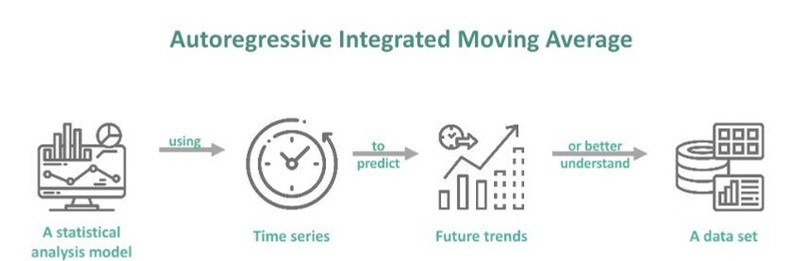 Autoregressive Integrated Moving Average
using
to
predict
or better
understand
A statistical
analysis model
Time series
Future trends
A data set